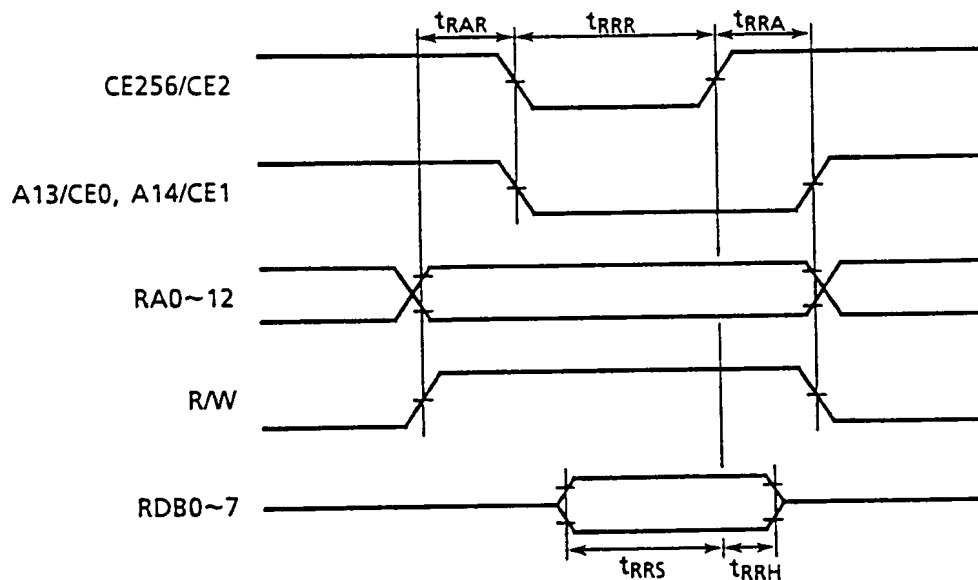 tRAR tRRR tRRA
CE256/CE2
A13/CE0, A14/CE1
RA0~12
R/W
RDB0~7
tRRS tRRH